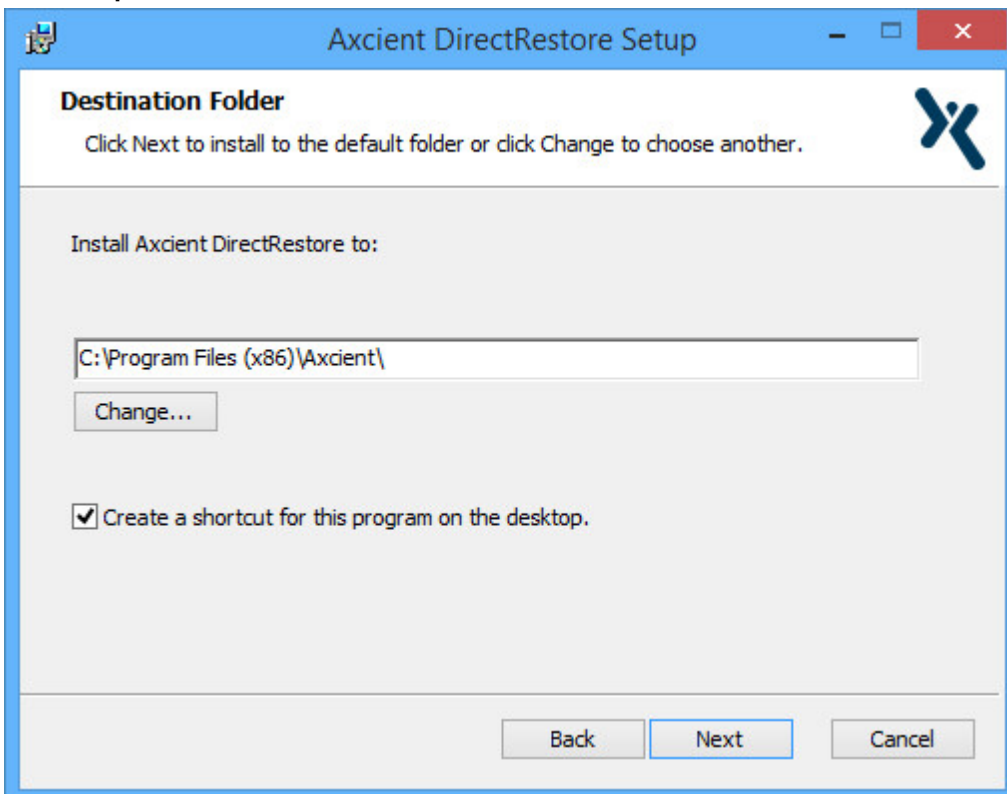 Axcient DirectRestore Setup
Destination Folder
Click Next to install to the default folder or click Change to choose another.
Install Axcient DirectRestore to:
C:\Program Files (x86)\Axcient\
Change...
Create a shortcut for this program on the desktop.
Back Next Cancel